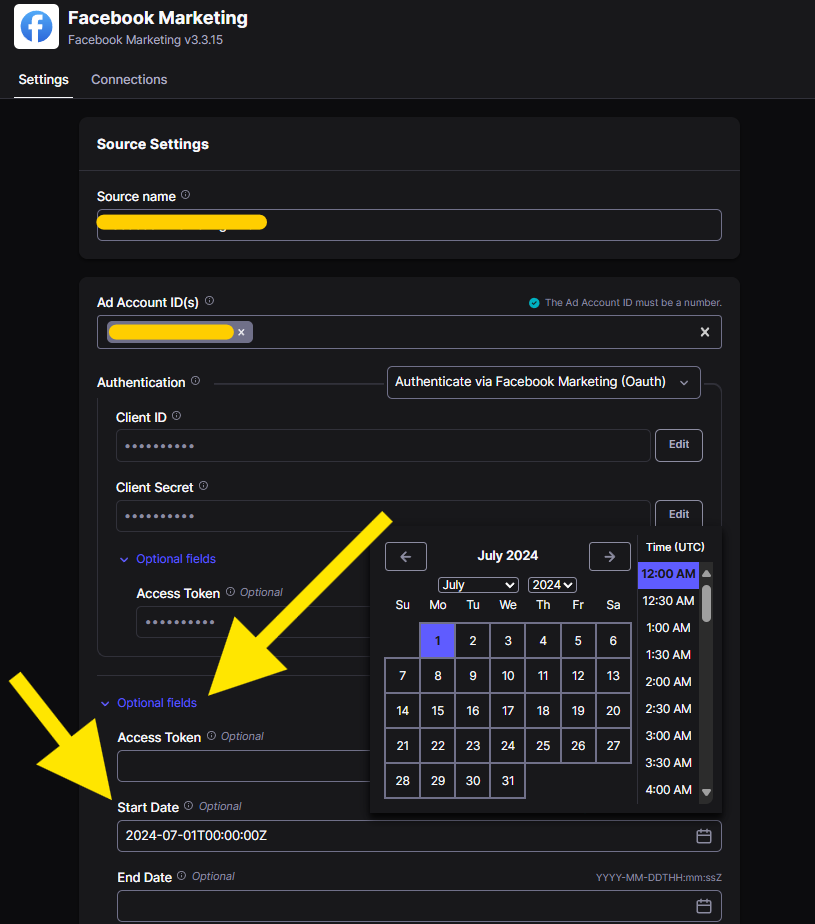 Facebook Marketing
Facebook Marketing v3.3.15
Settings Connections
Source Settings
Source name
Ad Account ID(s)
The Ad Account ID must be a number.
Authentication
Authenticate via Facebook Marketing (Oauth)
Client ID
Edit
Client Secret
Edit
Optional fields
Access Token Optional
July 2024
July 2024
Su Mo Tu We Th Fr Sa
1 2 3 4 5 6
7 8 9 10 11 12 13
14 15 16 17 18 19 20
21 22 23 24 25 26 27
28 29 30 31
Time (UTC)
12:00 AM
12:30 AM
1:00 AM
1:30 AM
2:00 AM
2:30 AM
3:00 AM
3:30 AM
4:00 AM
Optional fields
Access Token Optional
Start Date Optional
2024-07-01T00:00:00Z
End Date Optional
YYYY-MM-DDTHH:mm:ssZ